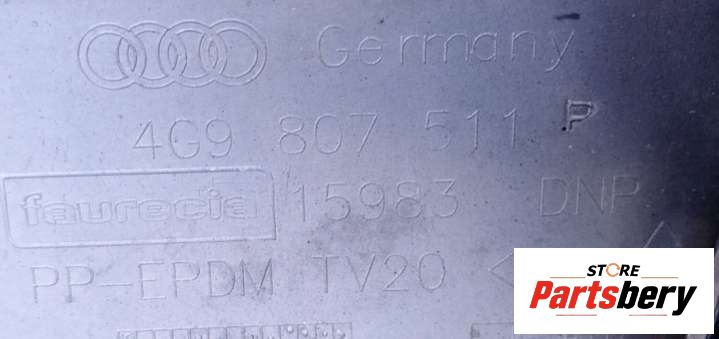 Germany
4G9 807 511 P
faurecia 15983 DNP
PP-EPDM TV20 <
STORE
Partsbery